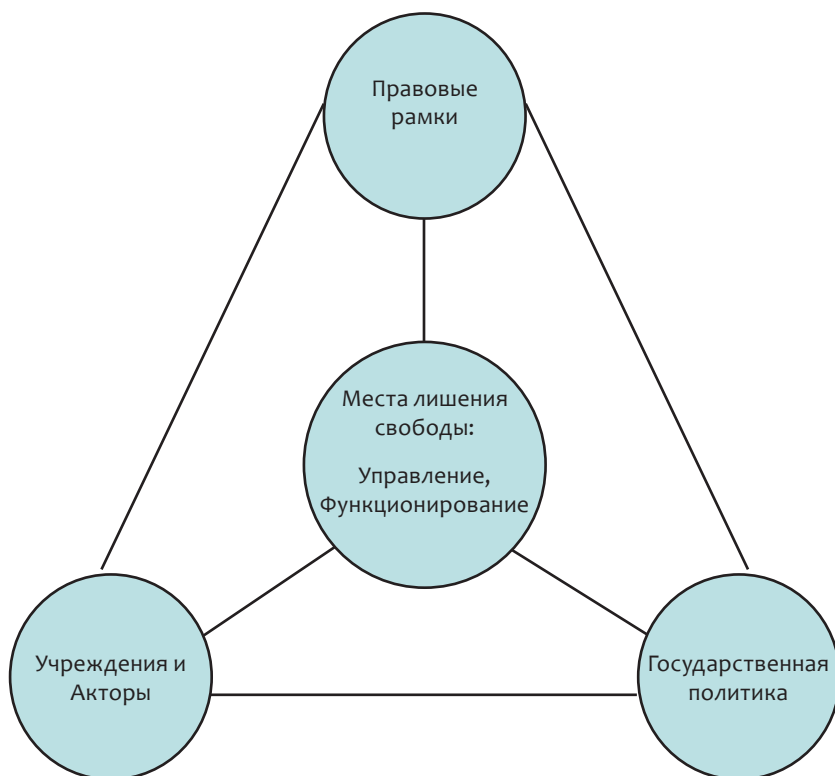 Правовые
рамки
Места лишения
свободы:
Управление,
Функционирование
Учреждения и
Акторы
Государственная
политика